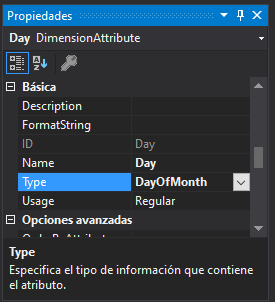 Propiedades
Day DimensionAttribute
Básica
Description
FormatString
ID Day
Name Day
Type DayOfMonth
Usage Regular
Opciones avanzadas
Type
Especifica el tipo de información que contiene
el atributo.